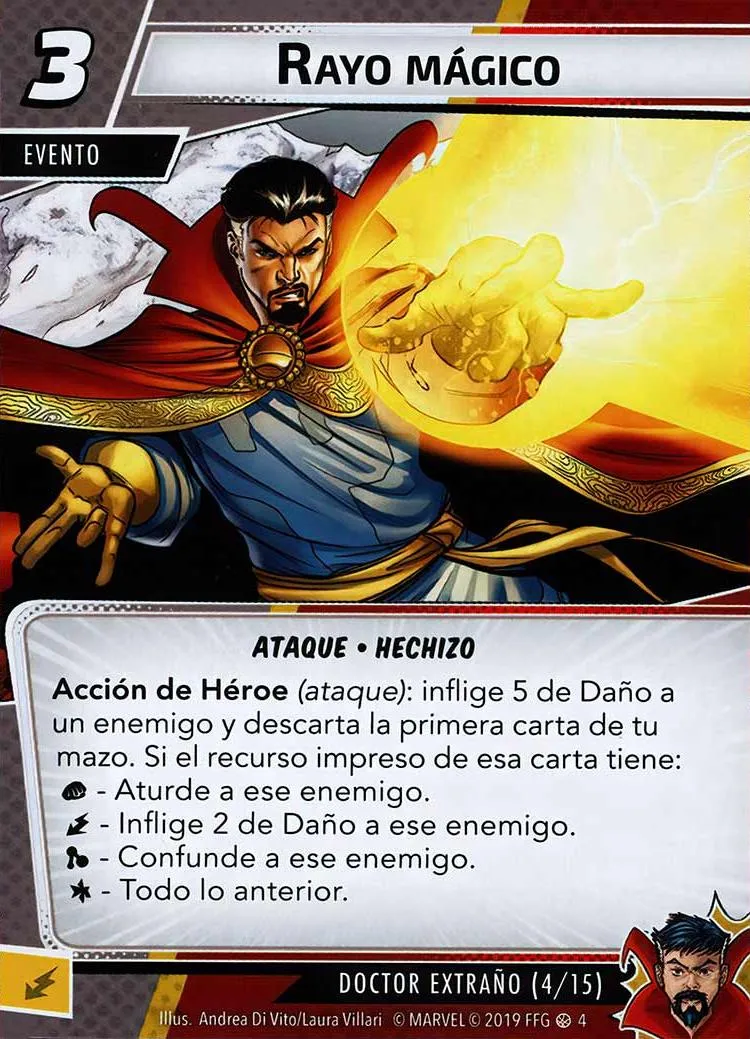 3
RAYO MÁGICO
EVENTO
ATAQUE • HECHIZO
Acción de Héroe (ataque): inflige 5 de Daño a
un enemigo y descarta la primera carta de tu
mazo. Si el recurso impreso de esa carta tiene:
- Aturde a ese enemigo.
- Inflige 2 de Daño a ese enemigo.
- Confunde a ese enemigo.
- Todo lo anterior.
DOCTOR EXTRAÑO (4/15)
Illus. Andrea Di Vito/Laura Villari © MARVEL © 2019 FFG 4